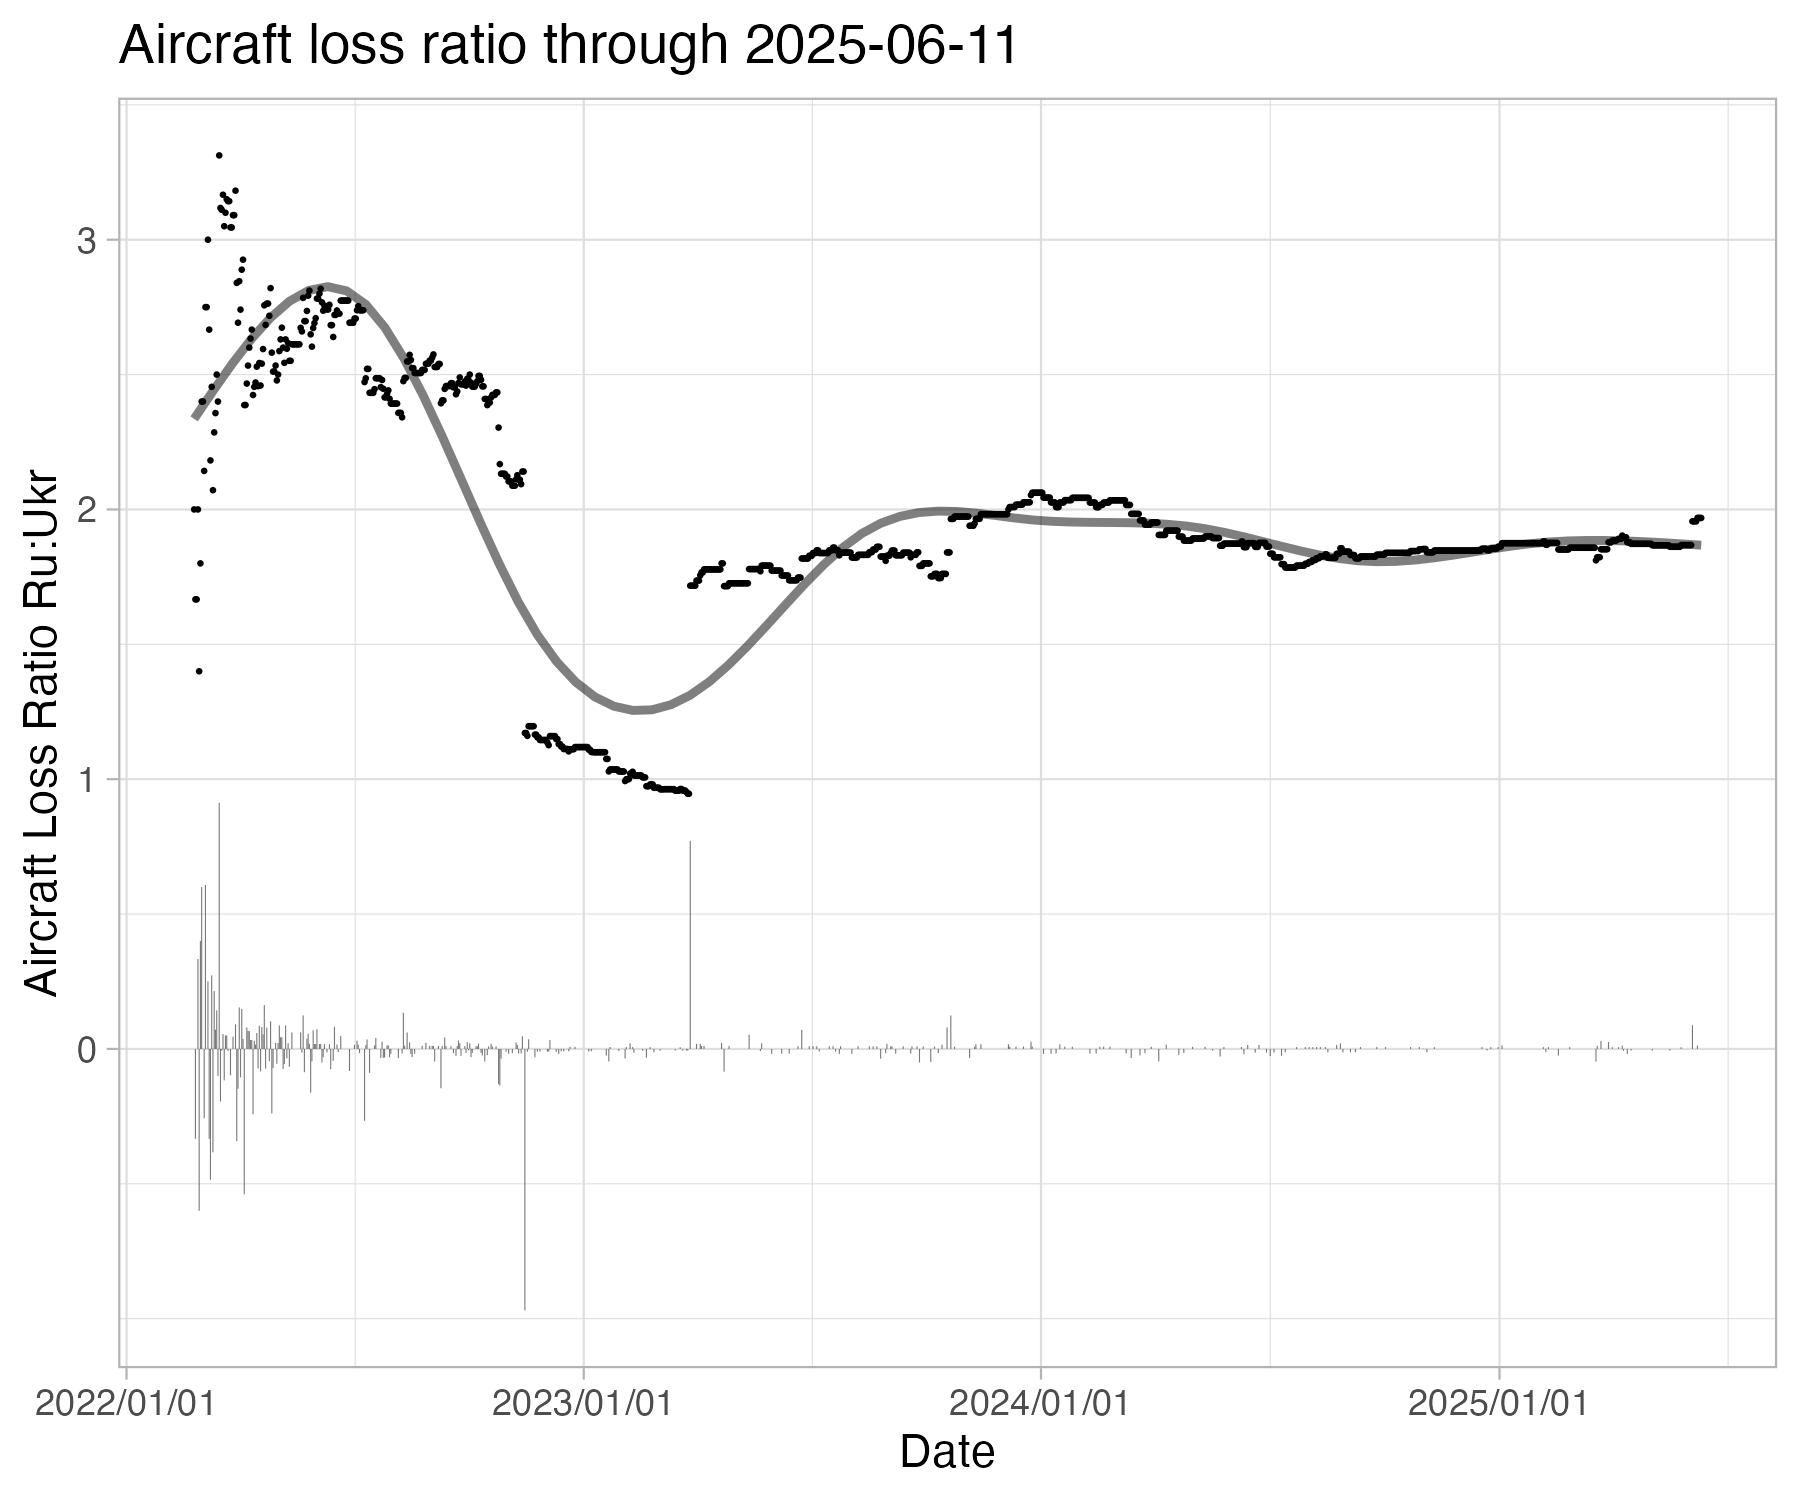 Aircraft loss ratio through 2025-06-11
Aircraft Loss Ratio Ru:Ukr
3
2
1
0
2022/01/01
2023/01/01
2024/01/01
2025/01/01
Date